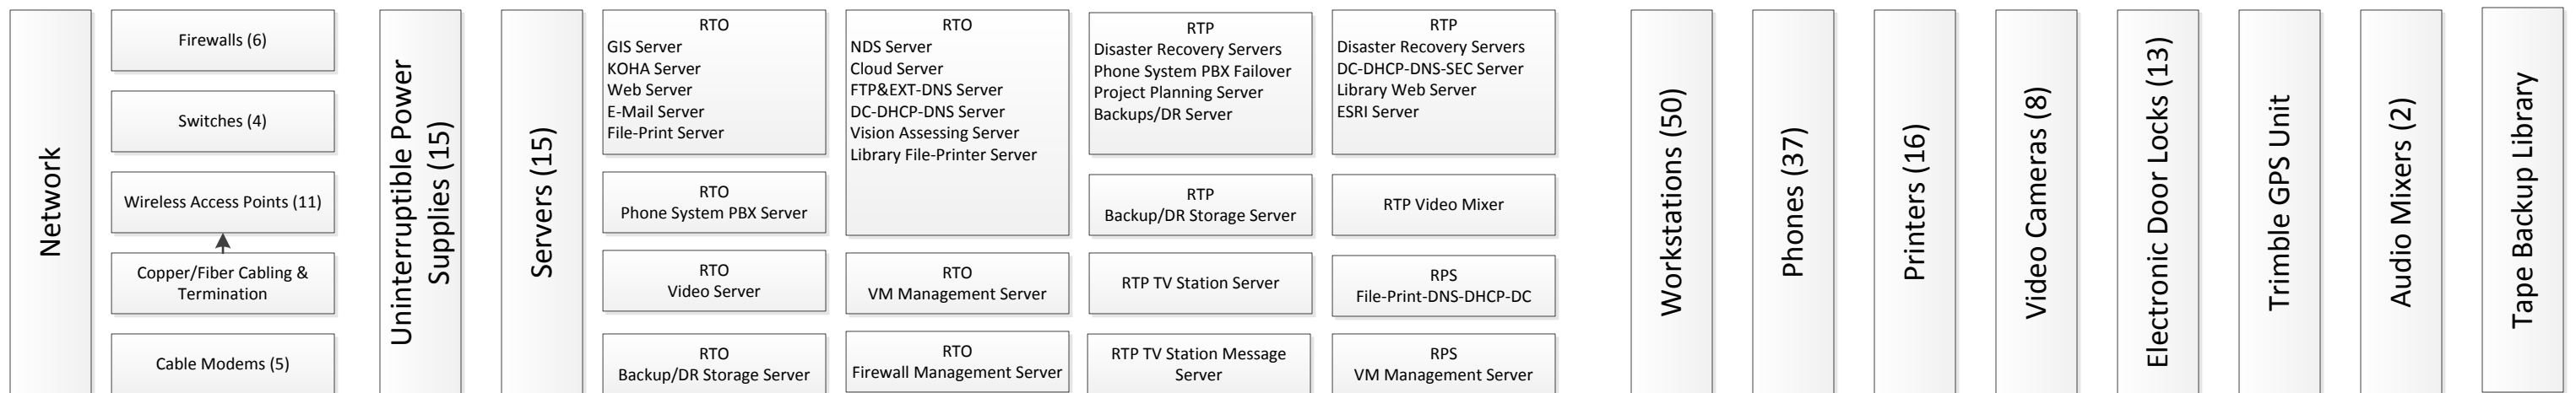 Network
Firewalls (6)
Switches (4)
Wireless Access Points (11)
Copper/Fiber Cabling &
Termination
Cable Modems (5)
Uninterruptible Power
Supplies (15)
Servers (15)
RTO
GIS Server
KOHA Server
Web Server
E-Mail Server
File-Print Server
RTO
Phone System PBX Server
RTO
Video Server
RTO
Backup/DR Storage Server
RTO
NDS Server
Cloud Server
FTP&EXT-DNS Server
DC-DHCP-DNS Server
Vision Assessing Server
Library File-Printer Server
RTO
VM Management Server
RTO
Firewall Management Server
RTP
Disaster Recovery Servers
Phone System PBX Failover
Project Planning Server
Backups/DR Server
RTP
Backup/DR Storage Server
RTP TV Station Server
RTP TV Station Message
Server
RTP
Disaster Recovery Servers
DC-DHCP-DNS-SEC Server
Library Web Server
ESRI Server
RTP Video Mixer
RPS
File-Print-DNS-DHCP-DC
RPS
VM Management Server
Workstations (50)
Phones (37)
Printers (16)
Video Cameras (8)
Electronic Door Locks (13)
Trimble GPS Unit
Audio Mixers (2)
Tape Backup Library